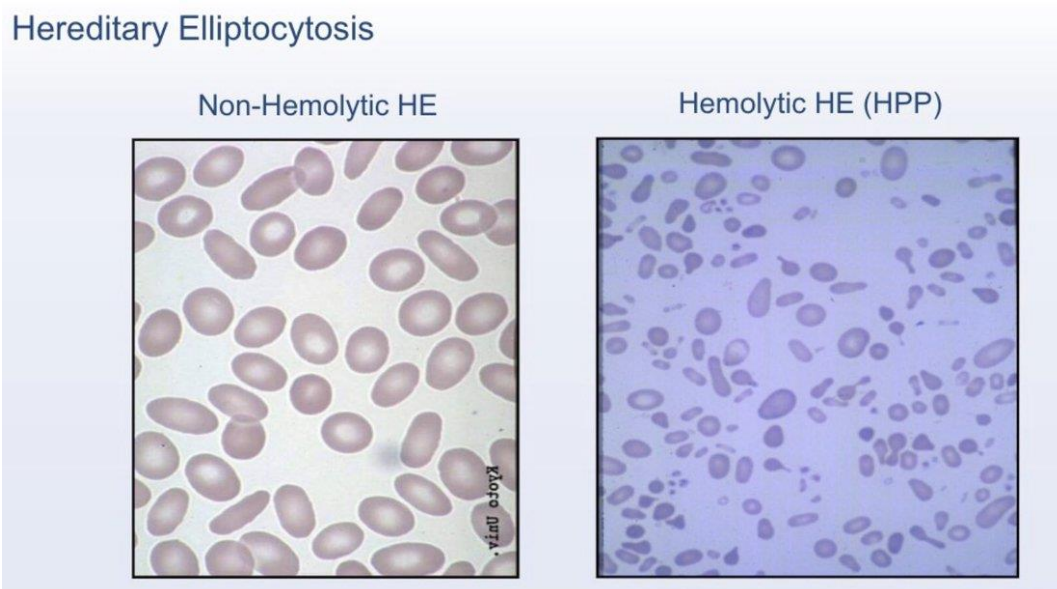 Hereditary Elliptocytosis
Non-Hemolytic HE
Hemolytic HE (HPP)
Kyoto Univ.